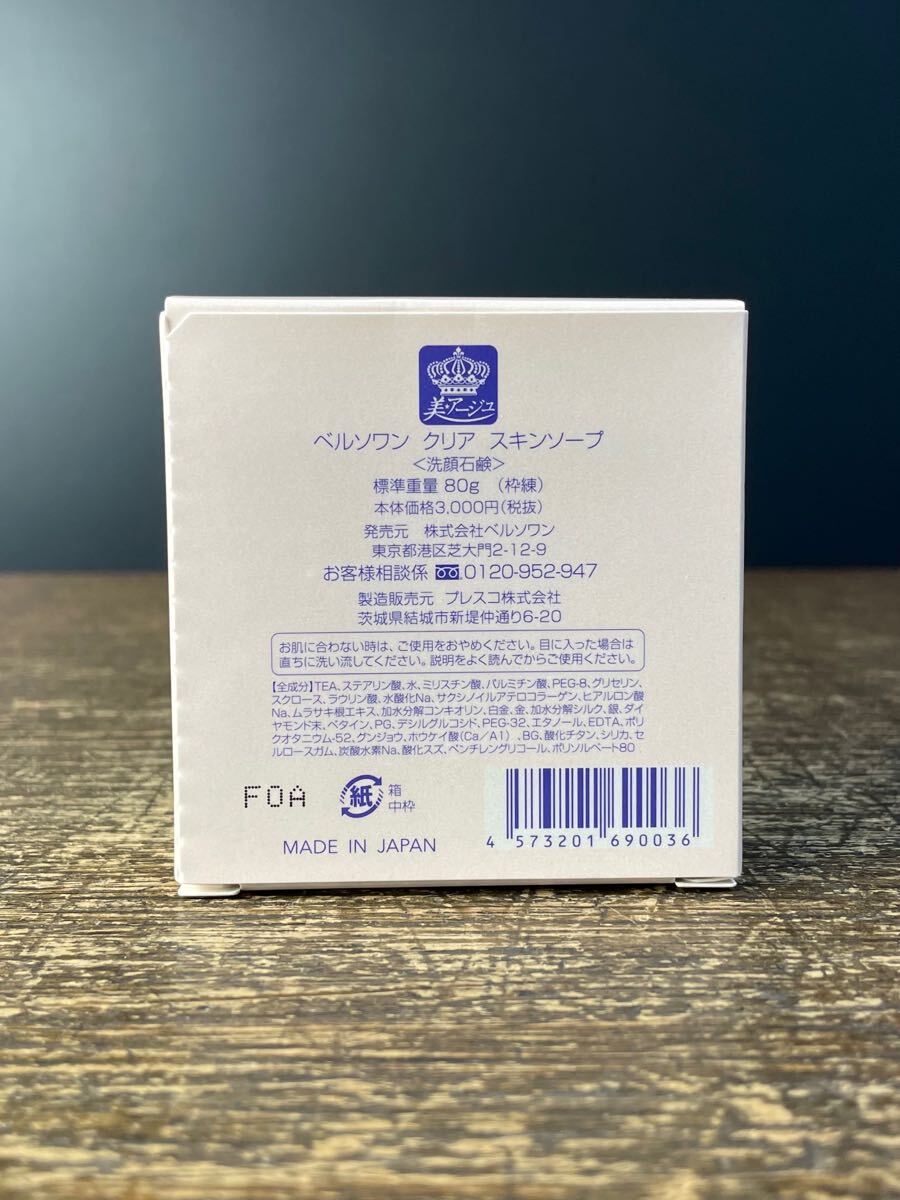 美・アージュ
ベルソワン クリア スキンソープ
<洗顔石鹸>
標準重量 80g (枠練)
本体価格3,000円(税抜)
発売元 株式会社ベルソワン
東京都港区芝大門2-12-9
お客様相談係 0120-952-947
製造販売元 プレスコ株式会社
茨城県結城市新堤仲通り6-20
お肌に合わない時は、ご使用をおやめください。目に入った場合は
直ちに洗い流してください。説明をよく読んでからご使用ください。
【全成分】TEA、ステアリン酸、水、ミリスチン酸、パルミチン酸、PEG-8、グリセリン、
スクロース、ラウリン酸、水酸化Na、サクシノイルアテロコラーゲン、ヒアルロン酸
Na、ムラサキ根エキス、加水分解コンキオリン、白金、金、加水分解シルク、銀、ダイ
ヤモンド末、ベタイン、PG、デシルグルコシド、PEG-32、エタノール、EDTA、ポリ
クオタニウム-52、グンジョウ、ホウケイ酸(Ca/A1)、BG、酸化チタン、シリカ、セ
ルロースガム、炭酸水素Na、酸化スズ、ペンチレングリコール、ポリソルベート80
FOA
紙
箱
中枠
MADE IN JAPAN
4 573201 690036